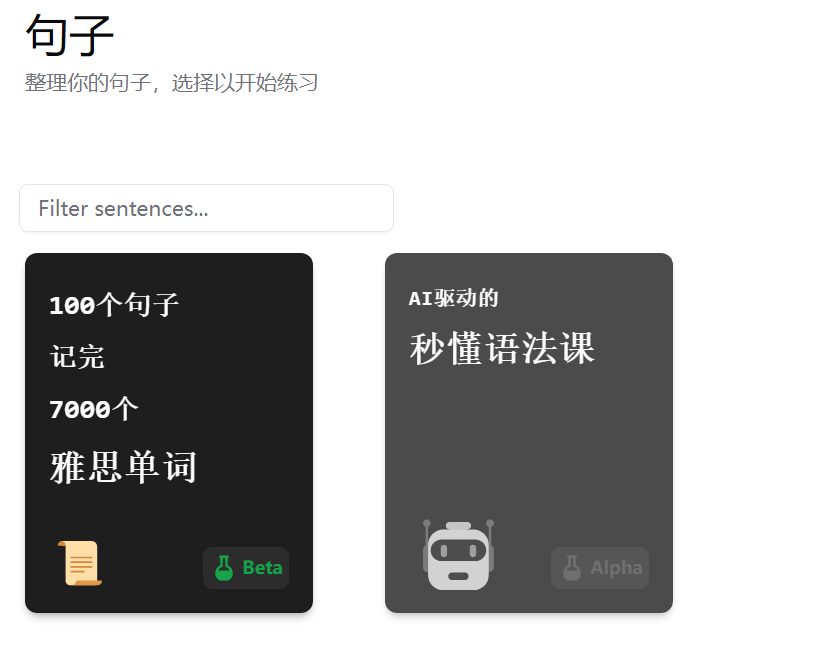 句子
整理你的句子，选择以开始练习
Filter sentences...
100个句子
记完
7000个
雅思单词
Beta
AI驱动的
秒懂语法课
Alpha